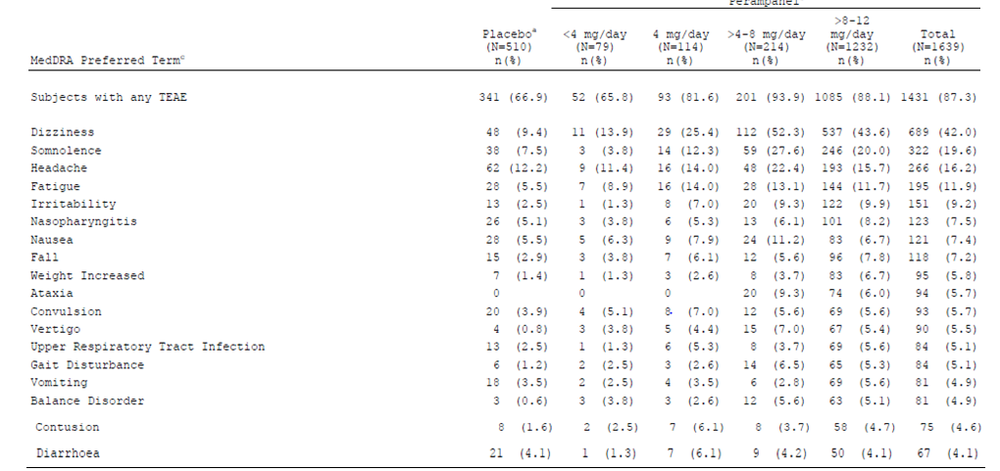 Perampanel
>8-12
Placeboᵃ <4 mg/day 4 mg/day >4-8 mg/day mg/day Total
(N=510) (N=79) (N=114) (N=214) (N=1232) (N=1639)
MedDRA Preferred Termᶜ n(%) n(%) n(%) n(%) n(%) n(%)
Subjects with any TEAE 341 (66.9) 52 (65.8) 93 (81.6) 201 (93.9) 1085 (88.1) 1431 (87.3)
Dizziness 48 (9.4) 11 (13.9) 29 (25.4) 112 (52.3) 537 (43.6) 689 (42.0)
Somnolence 38 (7.5) 3 (3.8) 14 (12.3) 59 (27.6) 246 (20.0) 322 (19.6)
Headache 62 (12.2) 9 (11.4) 16 (14.0) 48 (22.4) 193 (15.7) 266 (16.2)
Fatigue 28 (5.5) 7 (8.9) 16 (14.0) 28 (13.1) 144 (11.7) 195 (11.9)
Irritability 13 (2.5) 1 (1.3) 8 (7.0) 20 (9.3) 122 (9.9) 151 (9.2)
Nasopharyngitis 26 (5.1) 3 (3.8) 6 (5.3) 13 (6.1) 101 (8.2) 123 (7.5)
Nausea 28 (5.5) 5 (6.3) 9 (7.9) 24 (11.2) 83 (6.7) 121 (7.4)
Fall 15 (2.9) 3 (3.8) 7 (6.1) 12 (5.6) 96 (7.8) 118 (7.2)
Weight Increased 7 (1.4) 1 (1.3) 3 (2.6) 8 (3.7) 83 (6.7) 95 (5.8)
Ataxia 0 0 0 20 (9.3) 74 (6.0) 94 (5.7)
Convulsion 20 (3.9) 4 (5.1) 8 (7.0) 12 (5.6) 69 (5.6) 93 (5.7)
Vertigo 4 (0.8) 3 (3.8) 5 (4.4) 15 (7.0) 67 (5.4) 90 (5.5)
Upper Respiratory Tract Infection 13 (2.5) 1 (1.3) 6 (5.3) 8 (3.7) 69 (5.6) 84 (5.1)
Gait Disturbance 6 (1.2) 2 (2.5) 3 (2.6) 14 (6.5) 65 (5.3) 84 (5.1)
Vomiting 18 (3.5) 2 (2.5) 4 (3.5) 6 (2.8) 69 (5.6) 81 (4.9)
Balance Disorder 3 (0.6) 3 (3.8) 3 (2.6) 12 (5.6) 63 (5.1) 81 (4.9)
Contusion 8 (1.6) 2 (2.5) 7 (6.1) 8 (3.7) 58 (4.7) 75 (4.6)
Diarrhoea 21 (4.1) 1 (1.3) 7 (6.1) 9 (4.2) 50 (4.1) 67 (4.1)